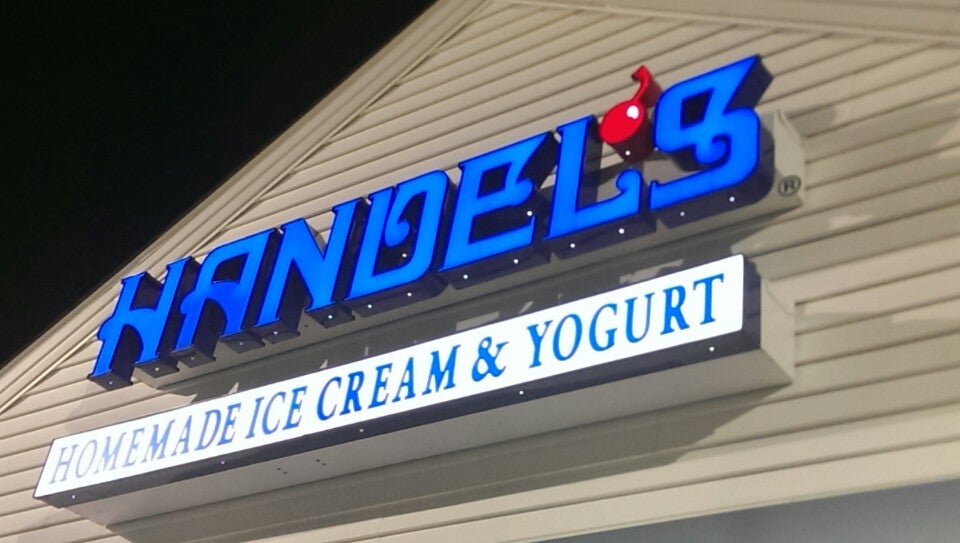 HANDEL'S ®
HOMEMADE ICE CREAM & YOGURT